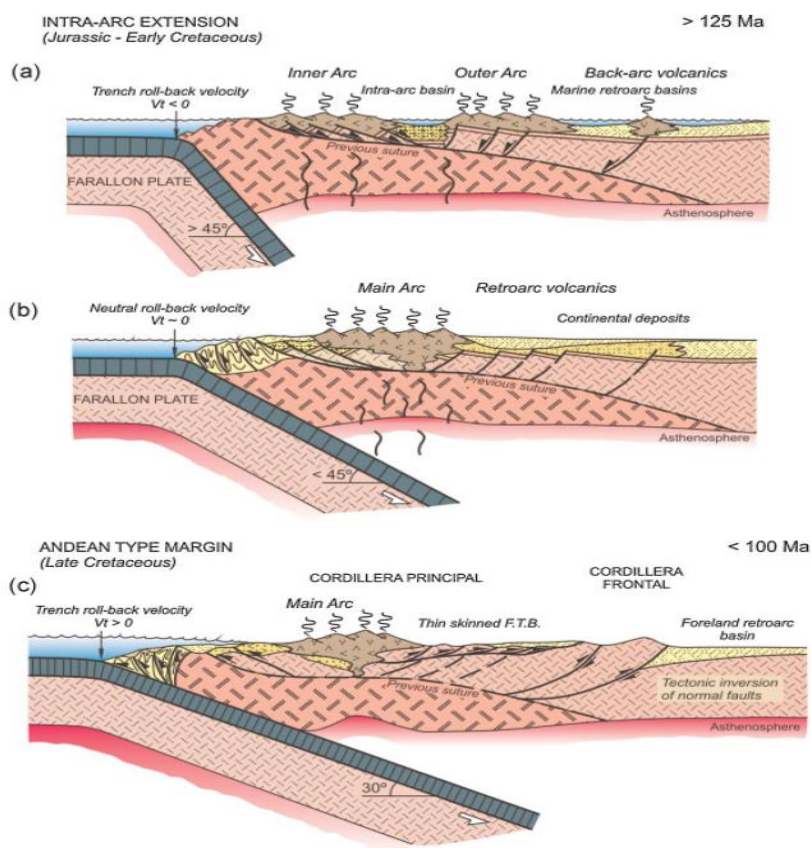 INTRA-ARC EXTENSION
(Jurassic - Early Cretaceous)
> 125 Ma
(a)
Trench roll-back velocity
Vt < 0
Inner Arc
Intra-arc basin
Outer Arc
Back-arc volcanics
Marine retroarc basins
Previous suture
FARALLON PLATE
> 45º
Asthenosphere
(b)
Neutral roll-back velocity
Vt ~ 0
Main Arc
Retroarc volcanics
Continental deposits
Previous suture
FARALLON PLATE
< 45º
Asthenosphere
ANDEAN TYPE MARGIN
(Late Cretaceous)
< 100 Ma
(c)
CORDILLERA PRINCIPAL
CORDILLERA
FRONTAL
Trench roll-back velocity
Vt > 0
Main Arc
Thin skinned F.T.B.
Foreland retroarc
basin
Previous suture
Tectonic inversion
of normal faults
Asthenosphere
30º